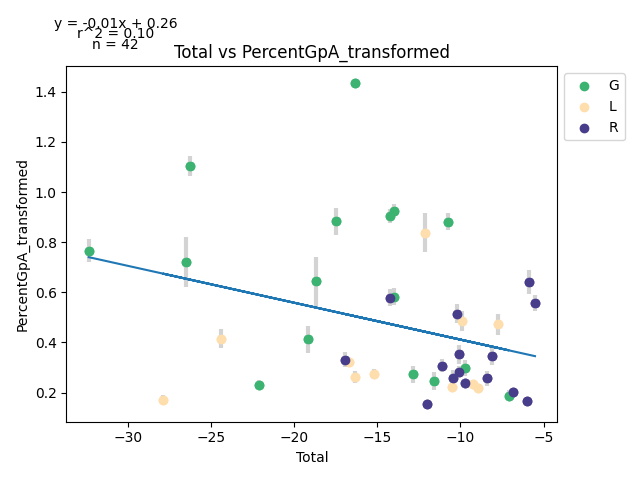 y = -0.01x + 0.26
r^2 = 0.10
n = 42
Total vs PercentGpA_transformed
G
L
R
PercentGpA_transformed
1.4
1.2
1.0
0.8
0.6
0.4
0.2
−30 −25 −20 −15 −10 −5
Total